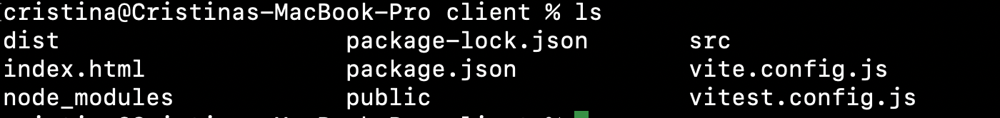 cristina@Cristinas-MacBook-Pro client % ls
dist package-lock.json src
index.html package.json vite.config.js
node_modules public vitest.config.js